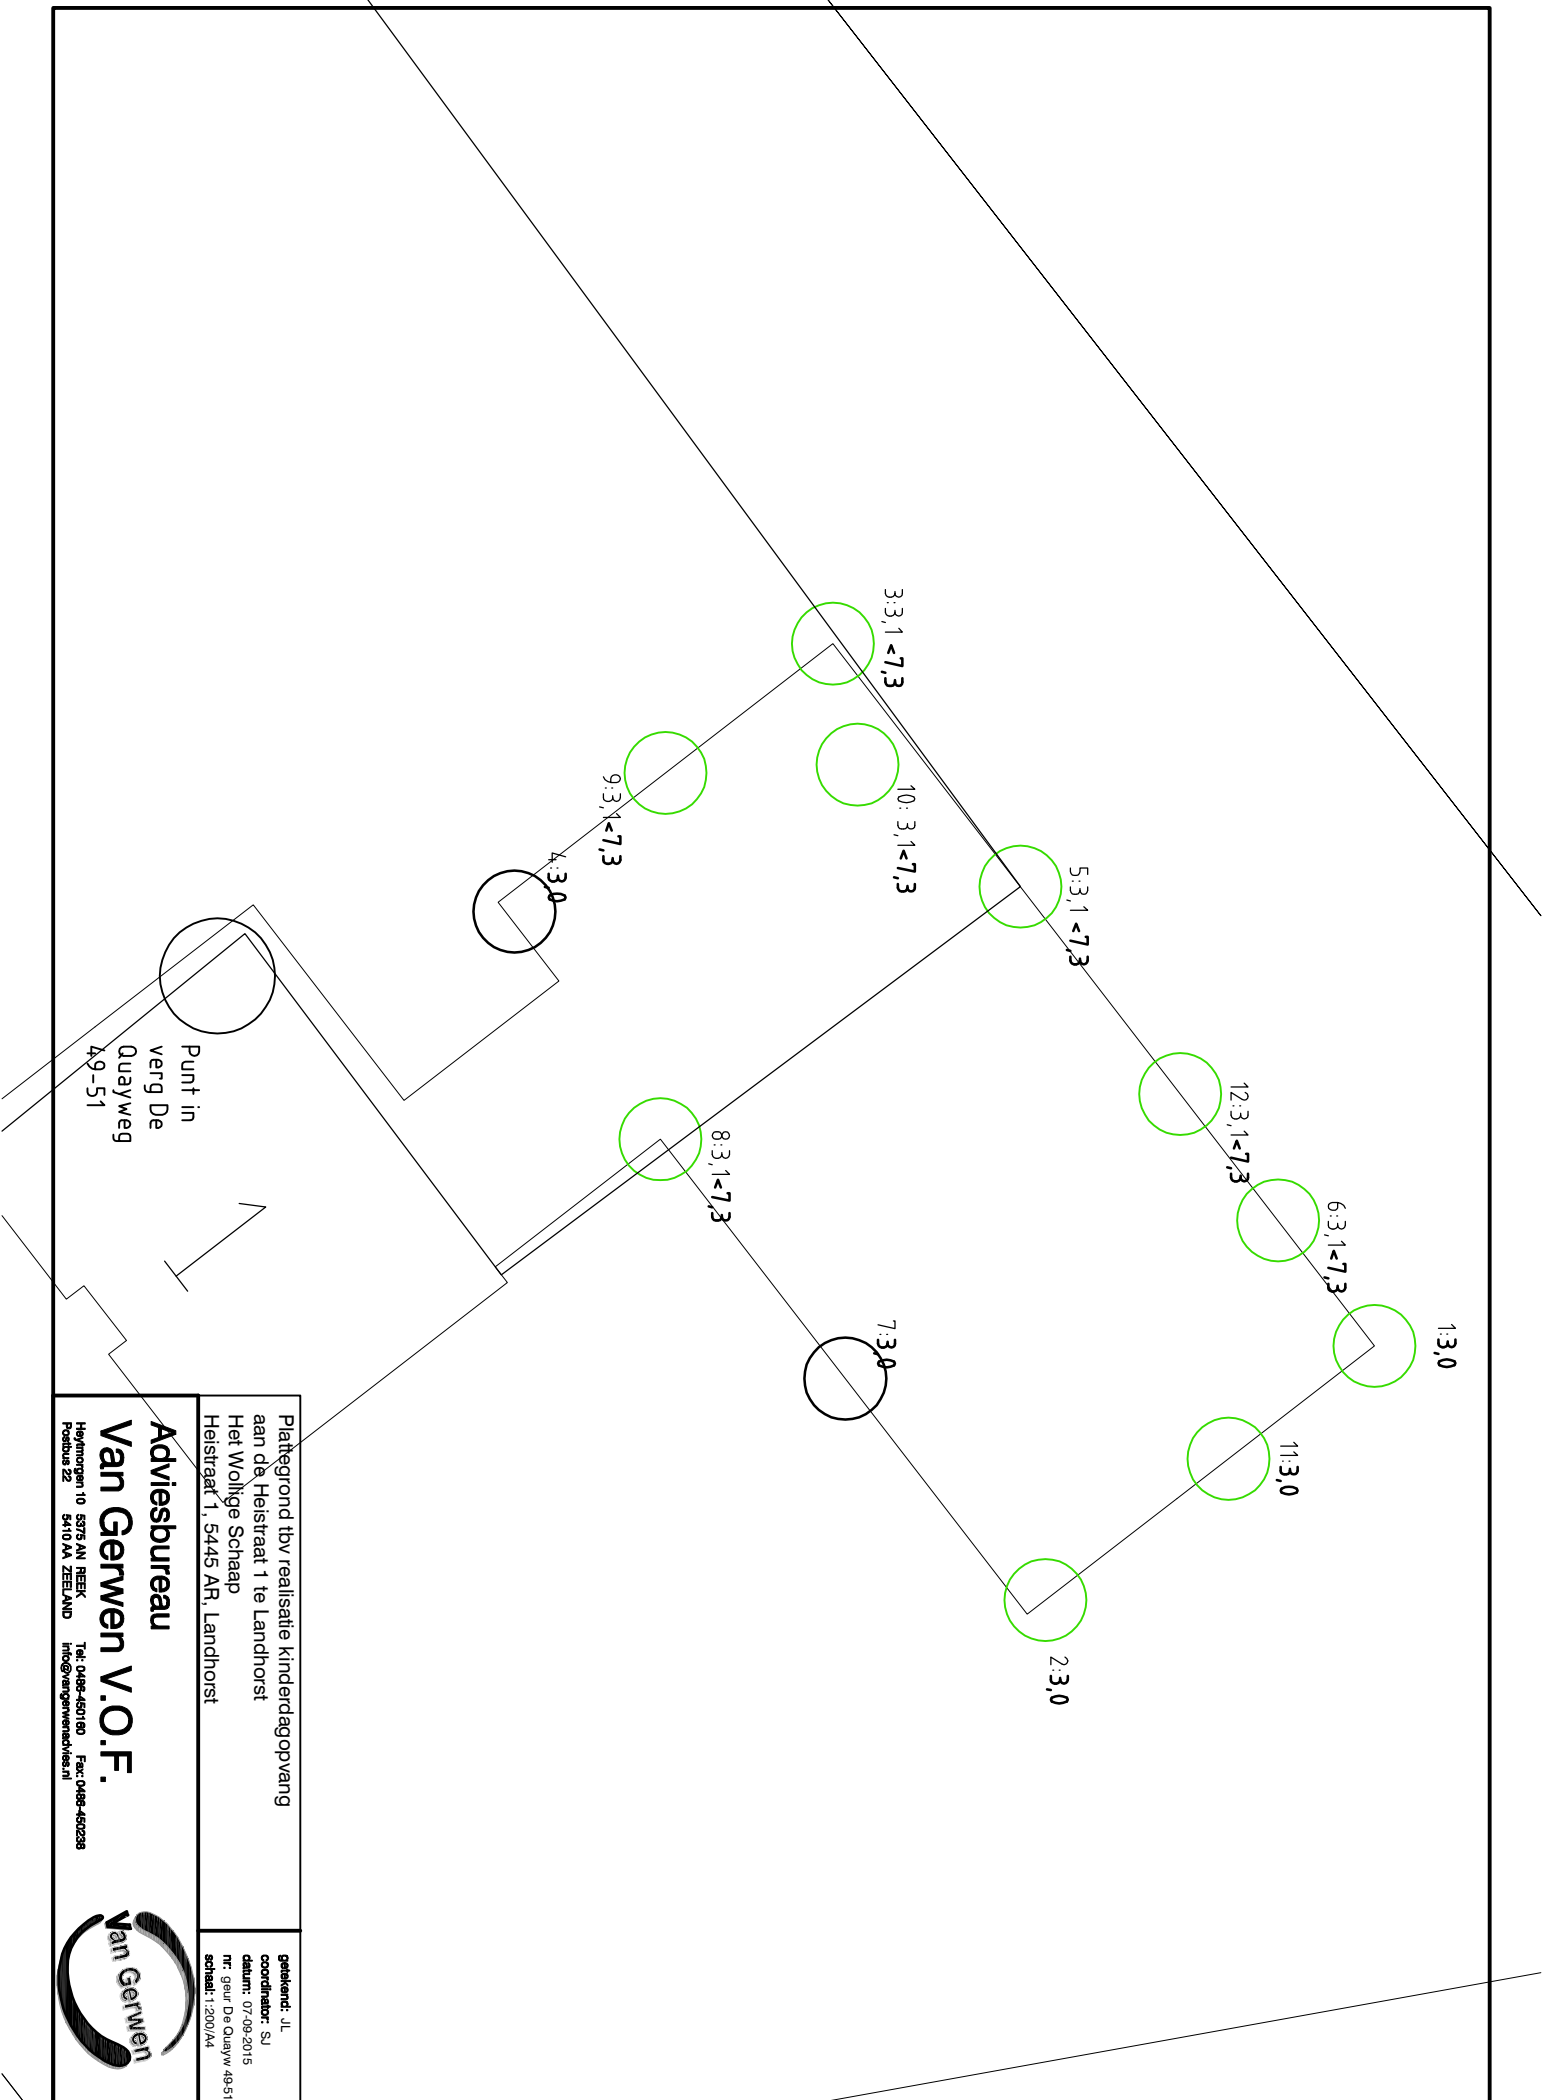 3:3,1 <7,3
10: 3,1<7,3
9:3,1<7,3
4:3,0
5:3,1 <7,3
12:3,1<7,3
8:3,1<7,3
6:3,1<7,3
1:3,0
7:3,0
11:3,0
2:3,0
Punt in
verg De
Quayweg
49-51
1
Plattegrond tbv realisatie kinderdagopvang
aan de Heistraat 1 te Landhorst
Het Wollige Schaap
Heistraat 1, 5445 AR, Landhorst
getekend: JL
coordinator: SJ
datum: 07-09-2015
nr: geur De Quayw 49-51
schaal: 1:200/A4
Adviesbureau
Van Gerwen V.O.F.
Heytmorgen 10 5375 AN REEK Tel: 0486-450160 Fax: 0486-450238
Postbus 22 5410 AA ZEELAND info@vangerwenadvies.nl
Van Gerwen